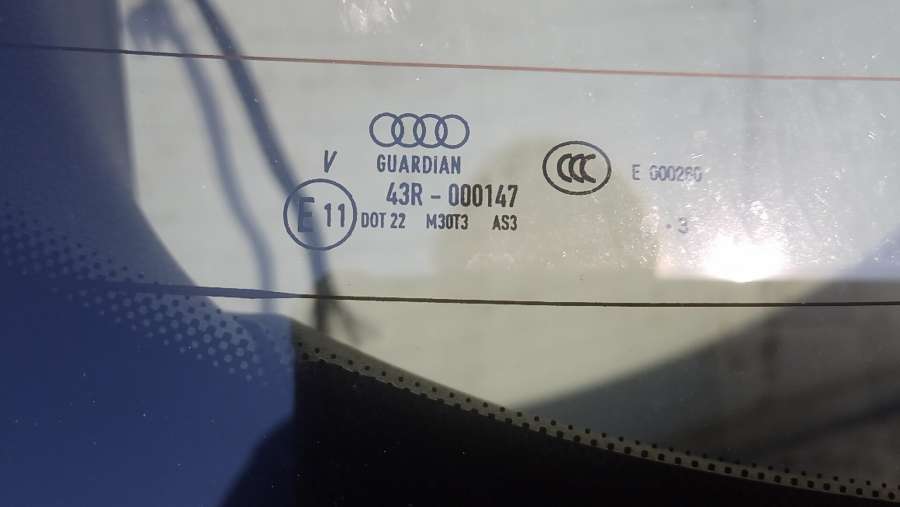 V
GUARDIAN
43R - 000147
E 11
DOT 22 M30T3 AS3
CCC
E 000260
. 3